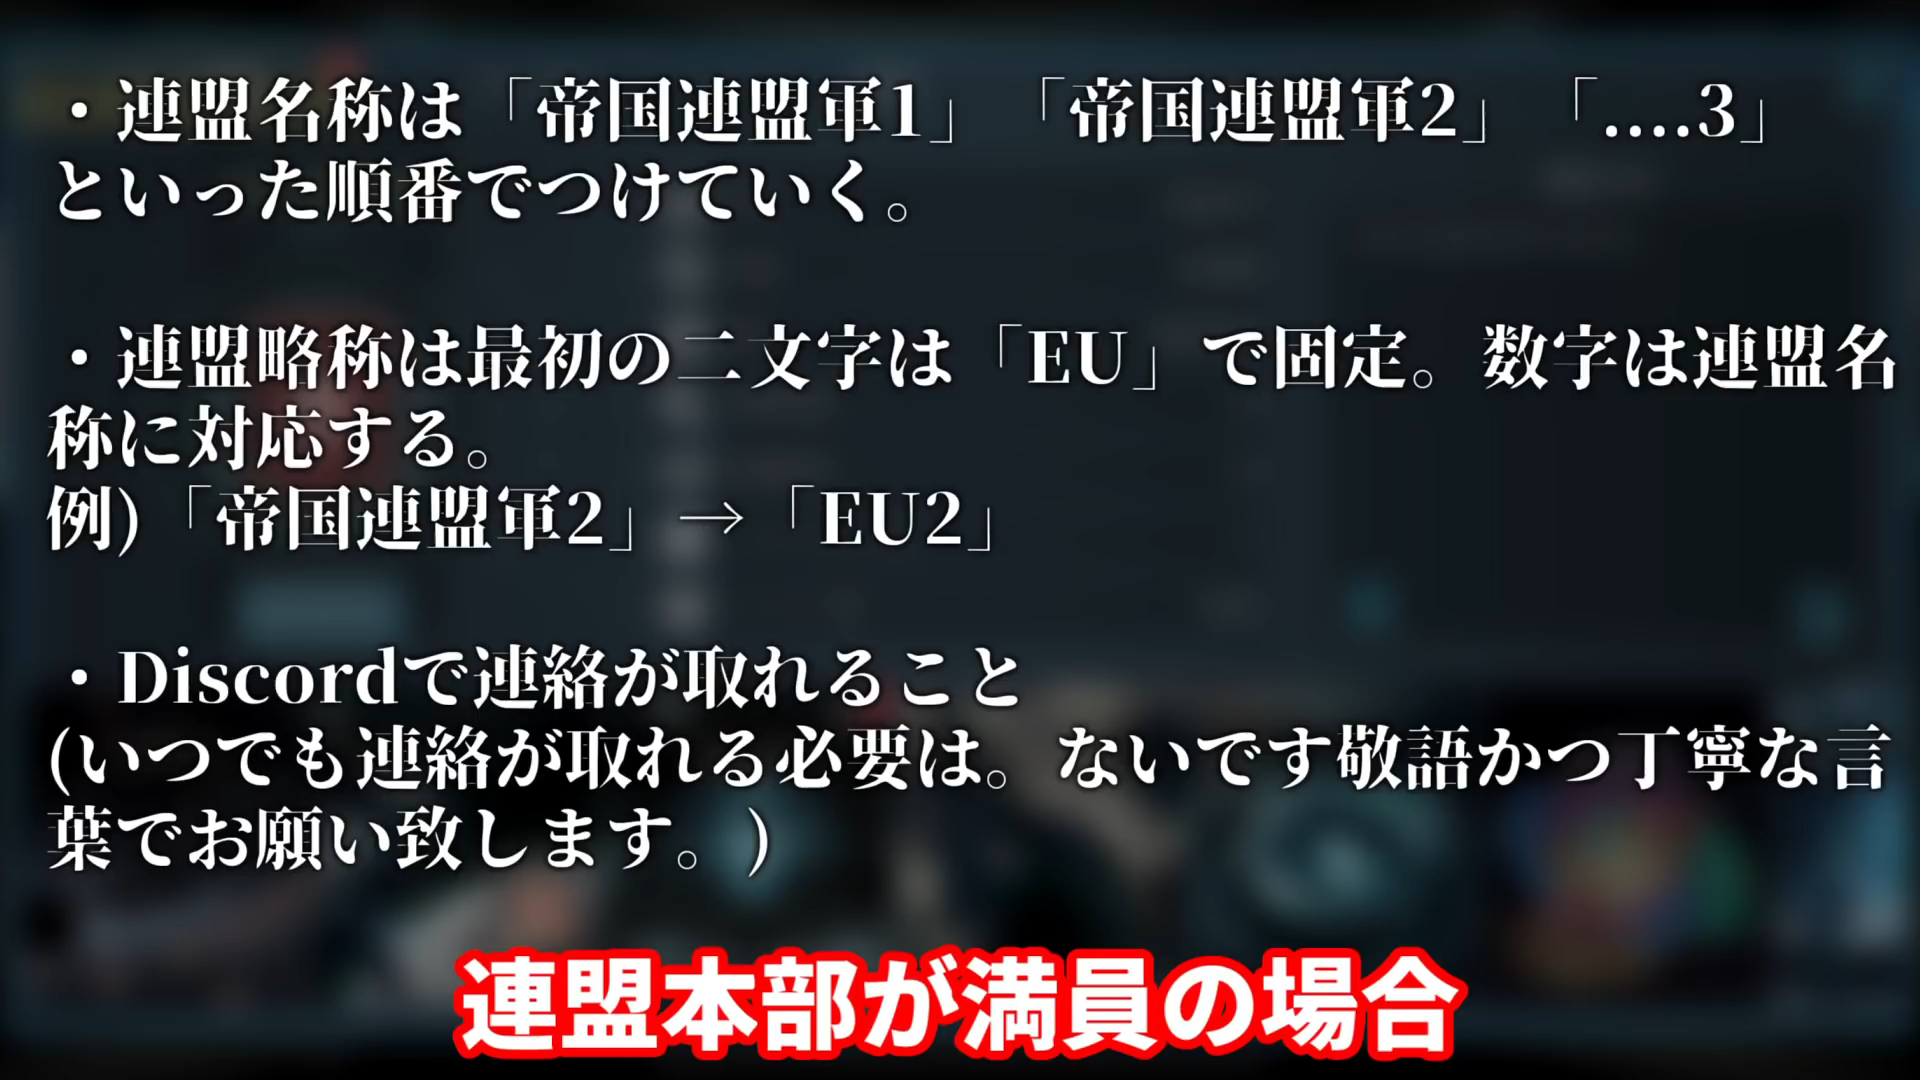 ・連盟名称は「帝国連盟軍1」「帝国連盟軍2」「....3」
といった順番でつけていく。
・連盟略称は最初の二文字は「EU」で固定。数字は連盟名
称に対応する。
例)「帝国連盟軍2」→「EU2」
・Discordで連絡が取れること
(いつでも連絡が取れる必要は。ないです敬語かつ丁寧な言
葉でお願い致します。)
連盟本部が満員の場合